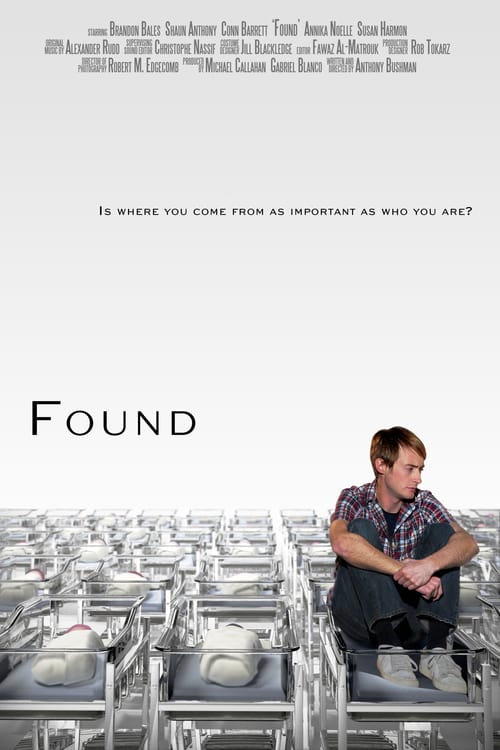 STARRING BRANDON BALES SHAUN ANTHONY CONN BARRETT 'FOUND' ANNIKA NOELLE SUSAN HARMON
ORIGINAL MUSIC BY ALEXANDER RUDD SUPERVISING SOUND EDITOR CHRISTOPHE NASSIF COSTUME DESIGNER JILL BLACKLEDGE EDITOR FAWAZ AL-MATROUK PRODUCTION DESIGNER ROB TOKARZ
DIRECTOR OF PHOTOGRAPHY ROBERT M. EDGECOMB PRODUCED BY MICHAEL CALLAHAN GABRIEL BLANCO WRITTEN AND DIRECTED BY ANTHONY BUSHMAN
IS WHERE YOU COME FROM AS IMPORTANT AS WHO YOU ARE?
FOUND